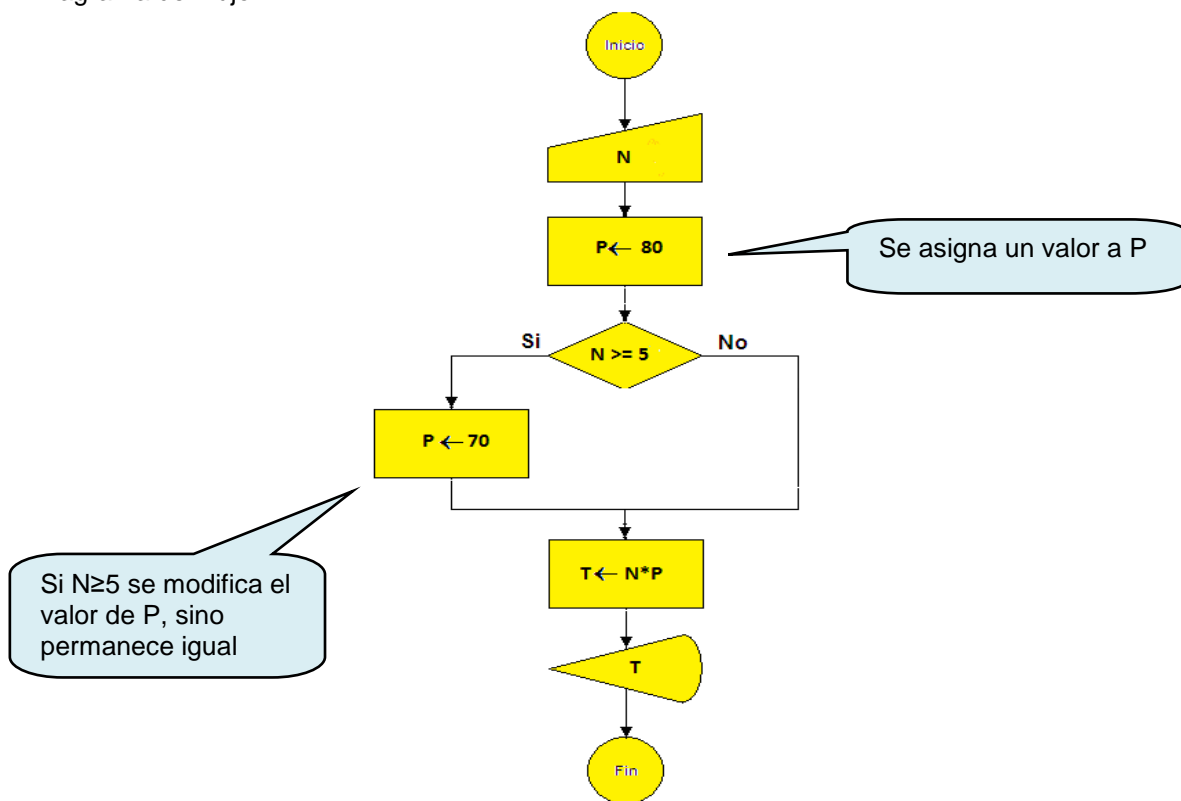 Inicio
N
P← 80
Se asigna un valor a P
Si
N >= 5
No
P ← 70
Si N≥5 se modifica el
valor de P, sino
permanece igual
T← N*P
T
Fin